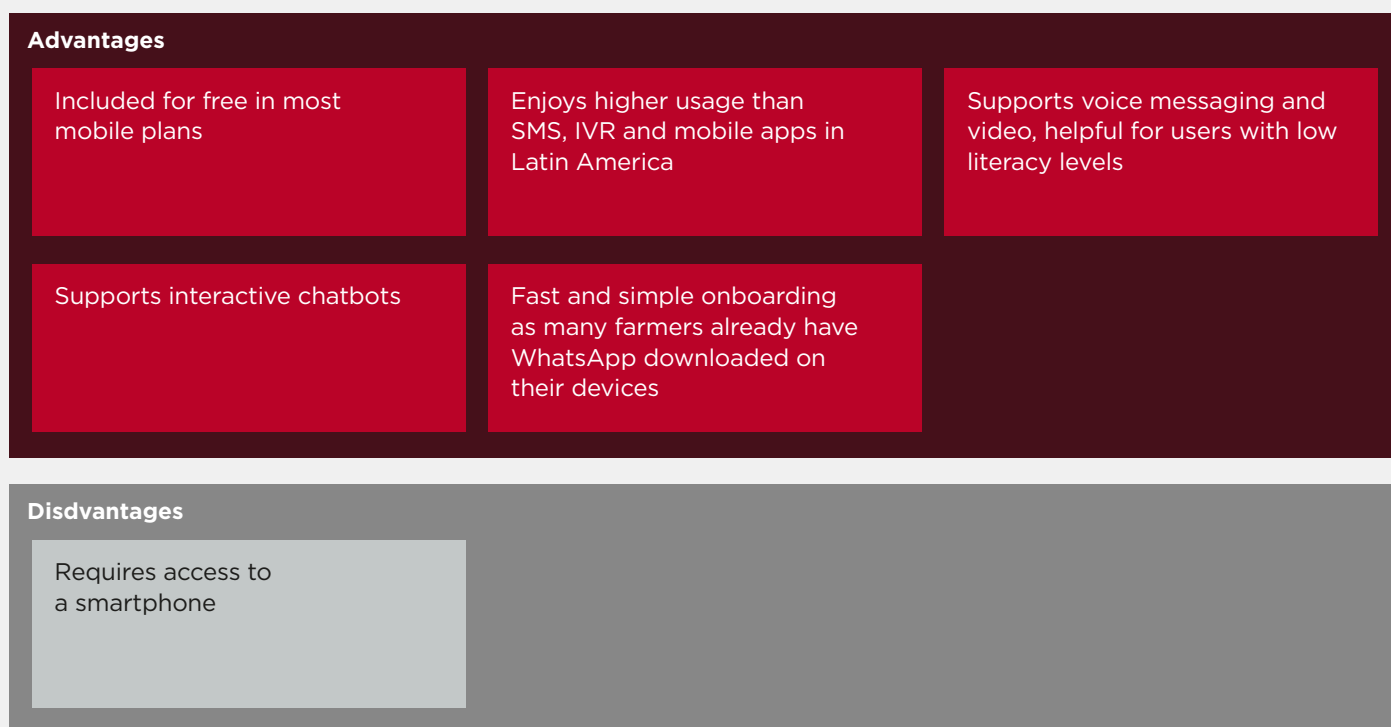 Advantages
Included for free in most
mobile plans
Enjoys higher usage than
SMS, IVR and mobile apps in
Latin America
Supports voice messaging and
video, helpful for users with low
literacy levels
Supports interactive chatbots
Fast and simple onboarding
as many farmers already have
WhatsApp downloaded on
their devices
Disdvantages
Requires access to
a smartphone